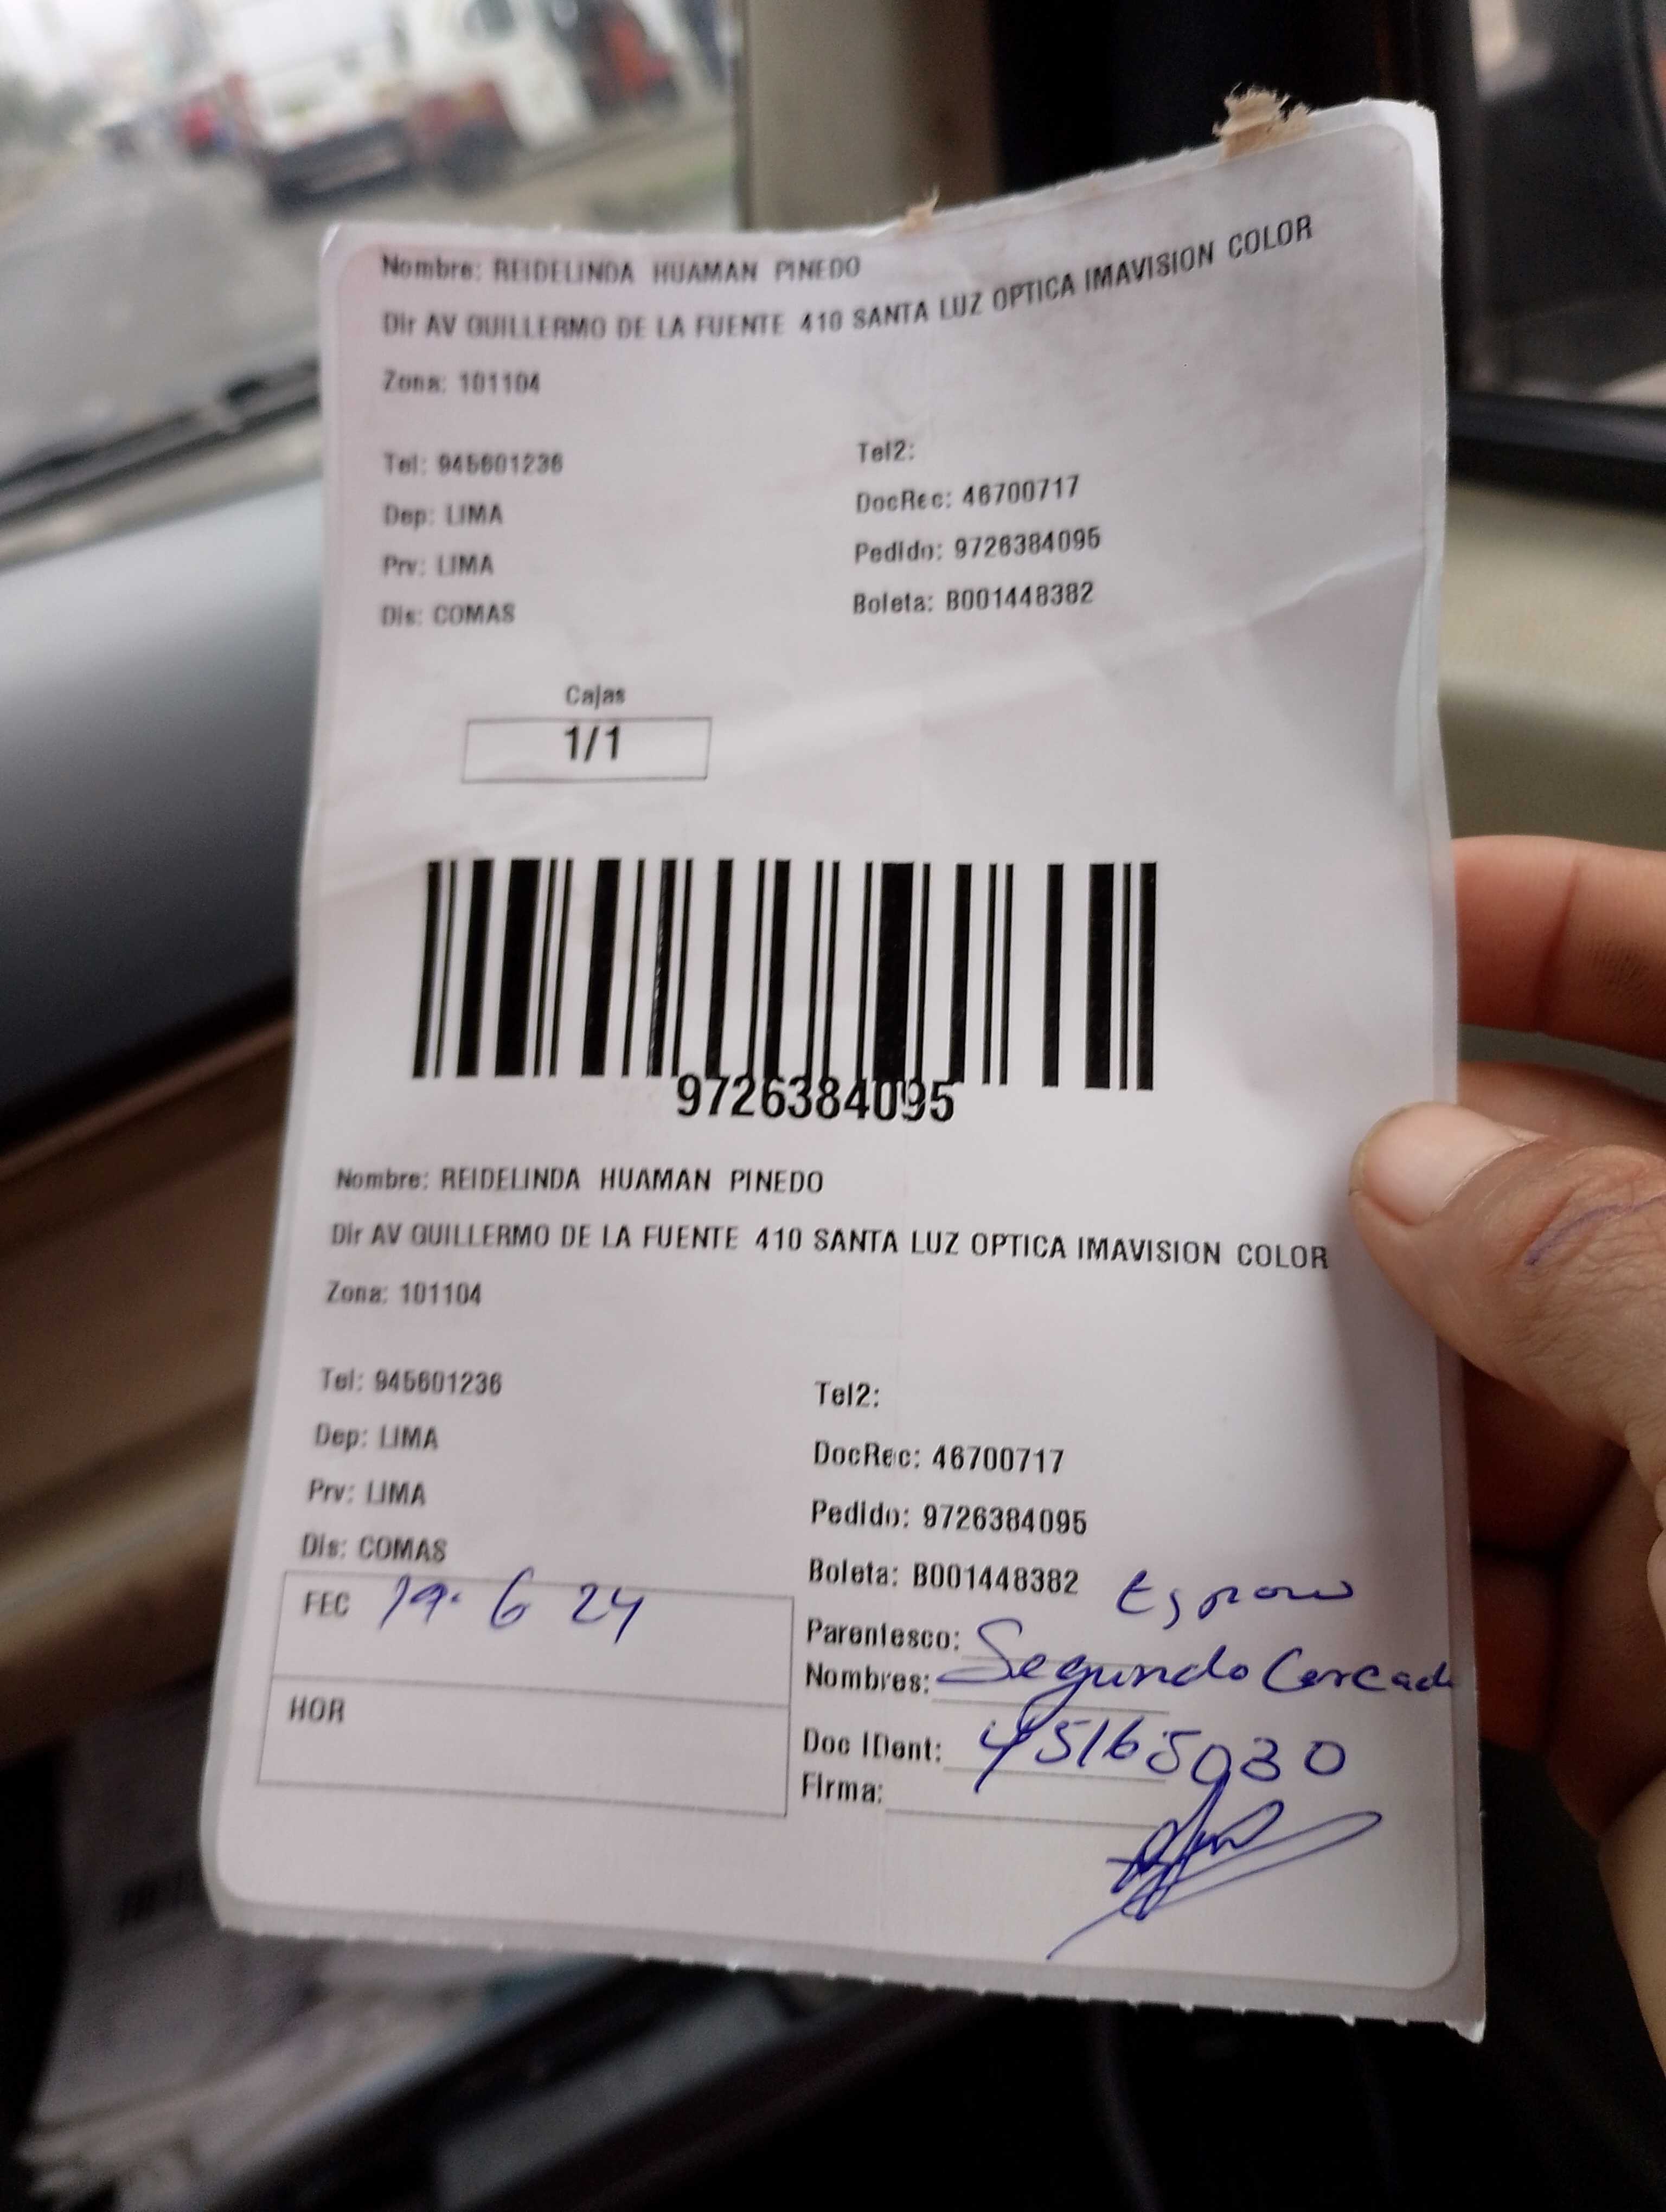 Nombre: REIDELINDA HUAMAN PINEDO
Dir AV GUILLERMO DE LA FUENTE 410 SANTA LUZ OPTICA IMAVISION COLOR
Zona: 101104
Tel: 945601236
Tel2:
Dep: LIMA
DocRec: 46700717
Prv: LIMA
Pedido: 9726384095
Dis: COMAS
Boleta: B001448382
Cajas
1/1
9726384095
Nombre: REIDELINDA HUAMAN PINEDO
Dir AV GUILLERMO DE LA FUENTE 410 SANTA LUZ OPTICA IMAVISION COLOR
Zona: 101104
Tel: 945601236
Tel2:
Dep: LIMA
DocRec: 46700717
Prv: LIMA
Pedido: 9726384095
Dis: COMAS
Boleta: B001448382
FEC 19. 6 24
Parentesco:
Nombres: Segundo Cercado
HOR
Doc IDent: 45165030
Firma: